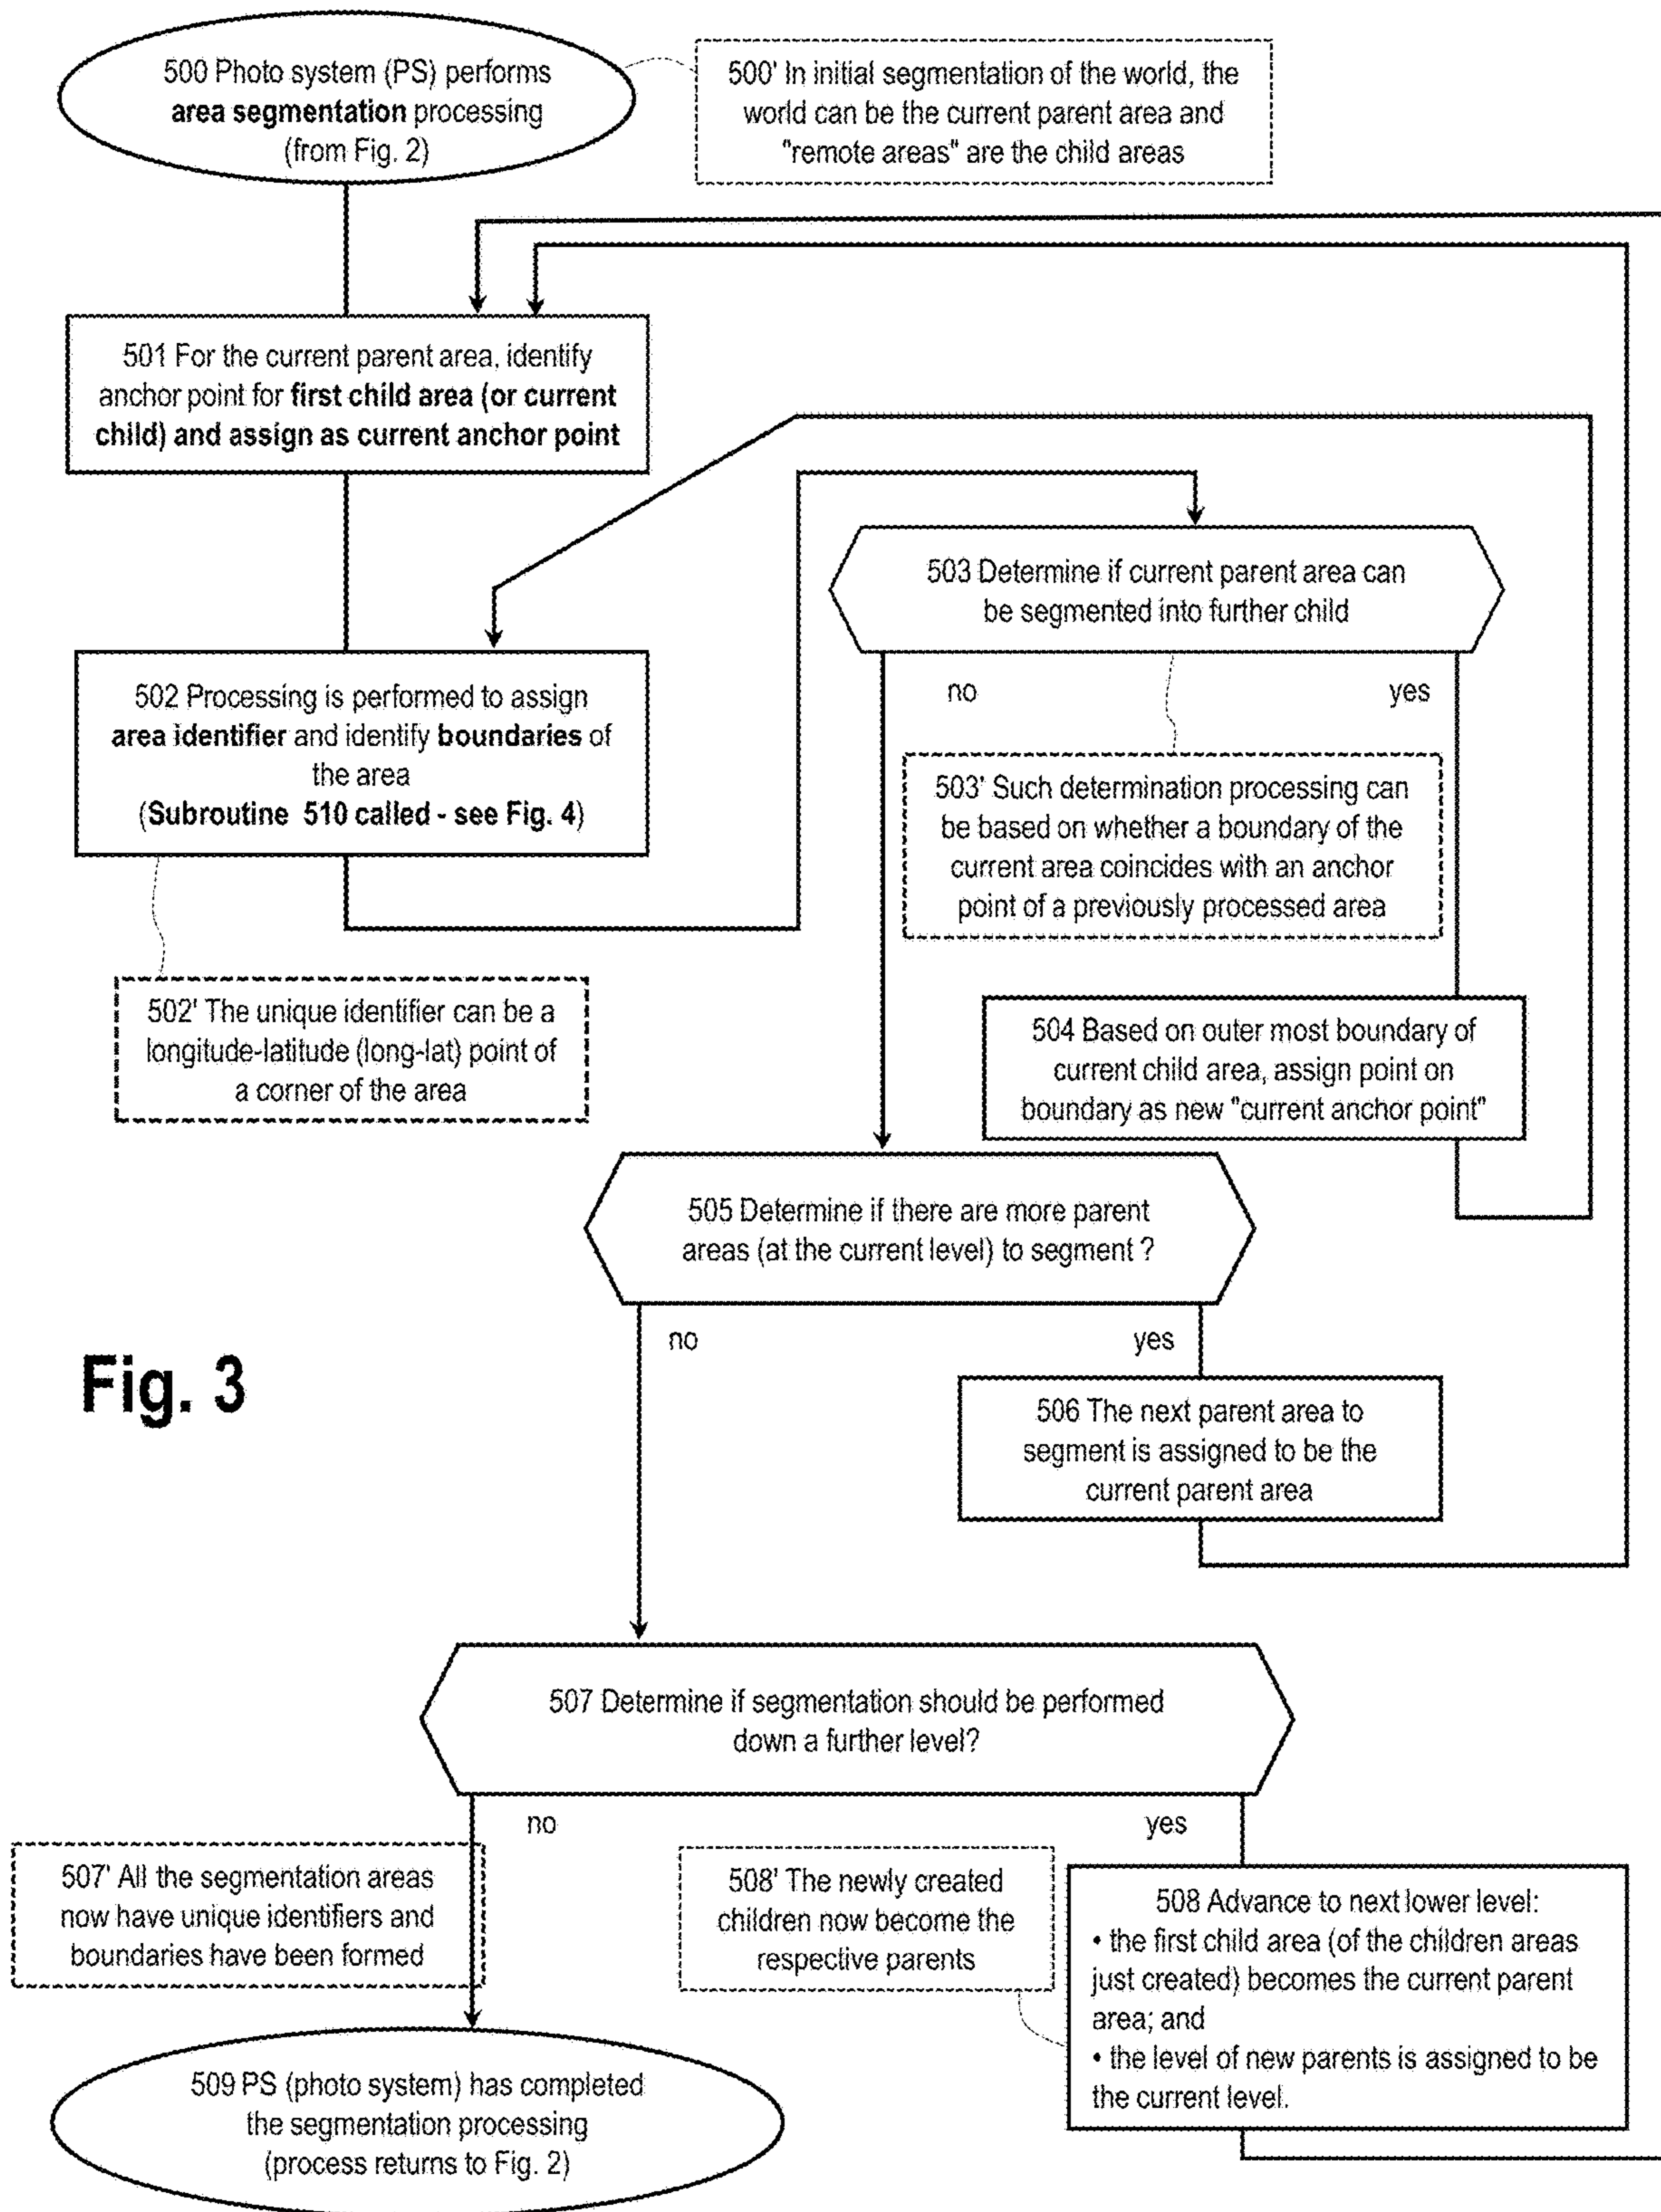 500 Photo system (PS) performs
area segmentation processing
(from Fig. 2)
500' In initial segmentation of the world, the
world can be the current parent area and
"remote areas" are the child areas
501 For the current parent area, identify
anchor point for first child area (or current
child) and assign as current anchor point
503 Determine if current parent area can
be segmented into further child
no
yes
502 Processing is performed to assign
area identifier and identify boundaries of
the area
(Subroutine 510 called - see Fig. 4)
503' Such determination processing can
be based on whether a boundary of the
current area coincides with an anchor
point of a previously processed area
502' The unique identifier can be a
longitude-latitude (long-lat) point of
a corner of the area
504 Based on outer most boundary of
current child area, assign point on
boundary as new "current anchor point"
505 Determine if there are more parent
areas (at the current level) to segment ?
no
yes
Fig. 3
506 The next parent area to
segment is assigned to be the
current parent area
507 Determine if segmentation should be performed
down a further level?
no
yes
507' All the segmentation areas
now have unique identifiers and
boundaries have been formed
508' The newly created
children now become the
respective parents
508 Advance to next lower level:
• the first child area (of the children areas
just created) becomes the current parent
area; and
• the level of new parents is assigned to be
the current level.
509 PS (photo system) has completed
the segmentation processing
(process returns to Fig. 2)